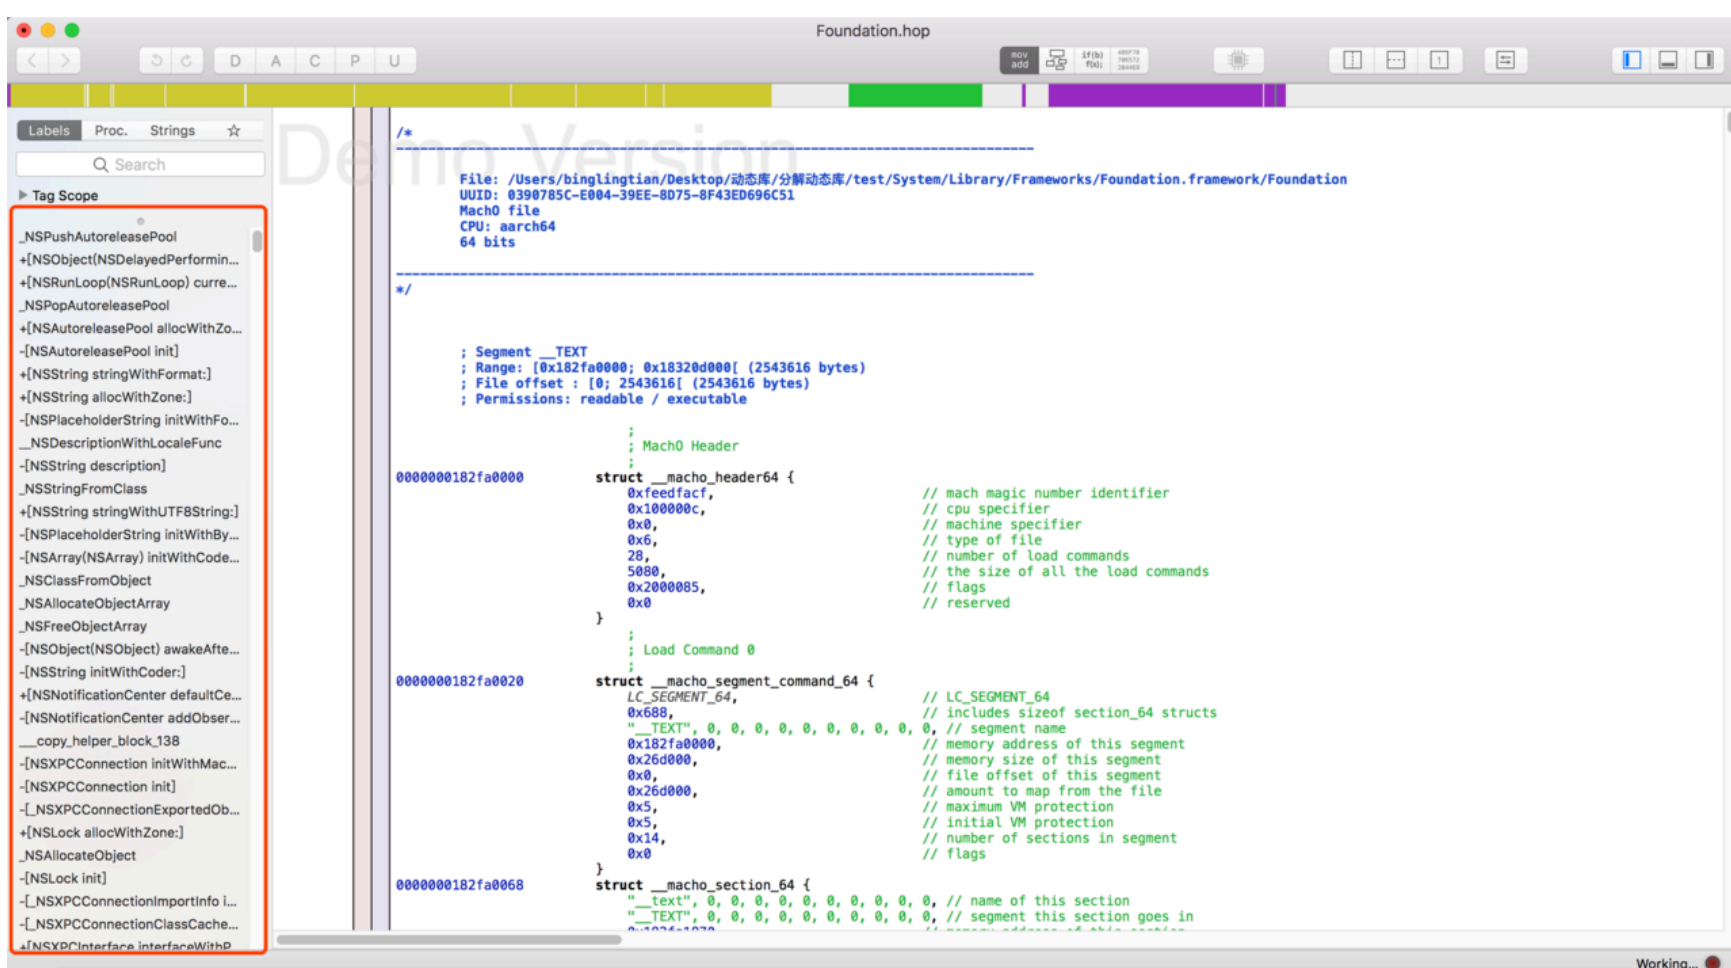 Foundation.hop
D A C P U
mov
add
if(b)
f(x);
1
Labels Proc. Strings ☆
Search
Tag Scope
_NSPushAutoreleasePool
+[NSObject(NSDelayedPerformin...
+[NSRunLoop(NSRunLoop) curre...
_NSPopAutoreleasePool
+[NSAutoreleasePool allocWithZo...
-[NSAutoreleasePool init]
+[NSString stringWithFormat:]
+[NSString allocWithZone:]
-[NSPlaceholderString initWithFo...
__NSDescriptionWithLocaleFunc
-[NSString description]
_NSStringFromClass
+[NSString stringWithUTF8String:]
-[NSPlaceholderString initWithBy...
-[NSArray(NSArray) initWithCode...
_NSClassFromObject
_NSAllocateObjectArray
_NSFreeObjectArray
-[NSObject(NSObject) awakeAfte...
-[NSString initWithCoder:]
+[NSNotificationCenter defaultCe...
-[NSNotificationCenter addObser...
___copy_helper_block_138
-[NSXPCConnection initWithMac...
-[NSXPCConnection init]
-[_NSXPCConnectionExportedOb...
+[NSLock allocWithZone:]
_NSAllocateObject
-[NSLock init]
-[_NSXPCConnectionImportInfo i...
-[_NSXPCConnectionClassCache...
+[NSXPCInterface interfaceWithP
Demo Version
/*
File: /Users/binglingtian/Desktop/动态库/分解动态库/test/System/Library/Frameworks/Foundation.framework/Foundation
UUID: 0390785C-E004-39EE-8D75-8F43ED696C51
MachO file
CPU: aarch64
64 bits
*/
; Segment __TEXT
; Range: [0x182fa0000; 0x18320d000[ (2543616 bytes)
; File offset : [0; 2543616[ (2543616 bytes)
; Permissions: readable / executable
;
; MachO Header
;
0000000182fa0000 struct __macho_header64 {
0xfeedfacf, // mach magic number identifier
0x100000c, // cpu specifier
0x0, // machine specifier
0x6, // type of file
28, // number of load commands
5080, // the size of all the load commands
0x2000085, // flags
0x0 // reserved
}
;
; Load Command 0
;
0000000182fa0020 struct __macho_segment_command_64 {
LC_SEGMENT_64, // LC_SEGMENT_64
0x688, // includes sizeof section_64 structs
"__TEXT", 0, 0, 0, 0, 0, 0, 0, 0, 0, 0, // segment name
0x182fa0000, // memory address of this segment
0x26d000, // memory size of this segment
0x0, // file offset of this segment
0x26d000, // amount to map from the file
0x5, // maximum VM protection
0x5, // initial VM protection
0x14, // number of sections in segment
0x0 // flags
}
0000000182fa0068 struct __macho_section_64 {
"__text", 0, 0, 0, 0, 0, 0, 0, 0, 0, 0, // name of this section
"__TEXT", 0, 0, 0, 0, 0, 0, 0, 0, 0, 0, // segment this section goes in
// memory address of this section
Working...